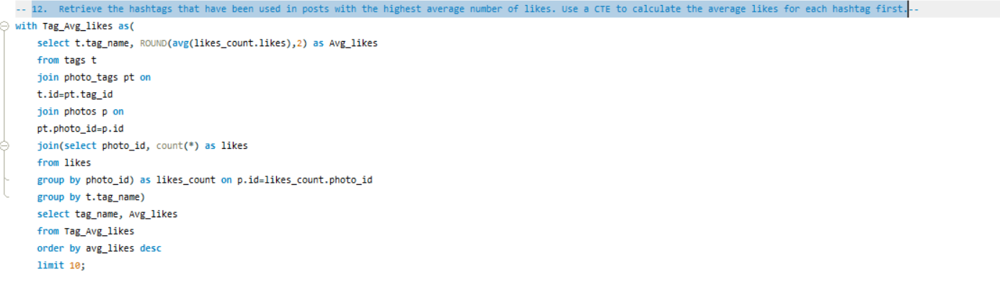 -- 12.  Retrieve the hashtags that have been used in posts with the highest average number of likes. Use a CTE to calculate the average likes for each hashtag first.--
with Tag_Avg_likes as(
select t.tag_name, ROUND(avg(likes_count.likes),2) as Avg_likes
from tags t
join photo_tags pt on
t.id=pt.tag_id
join photos p on
pt.photo_id=p.id
join(select photo_id, count(*) as likes
from likes
group by photo_id) as likes_count on p.id=likes_count.photo_id
group by t.tag_name)
select tag_name, Avg_likes
from Tag_Avg_likes
order by avg_likes desc
limit 10;